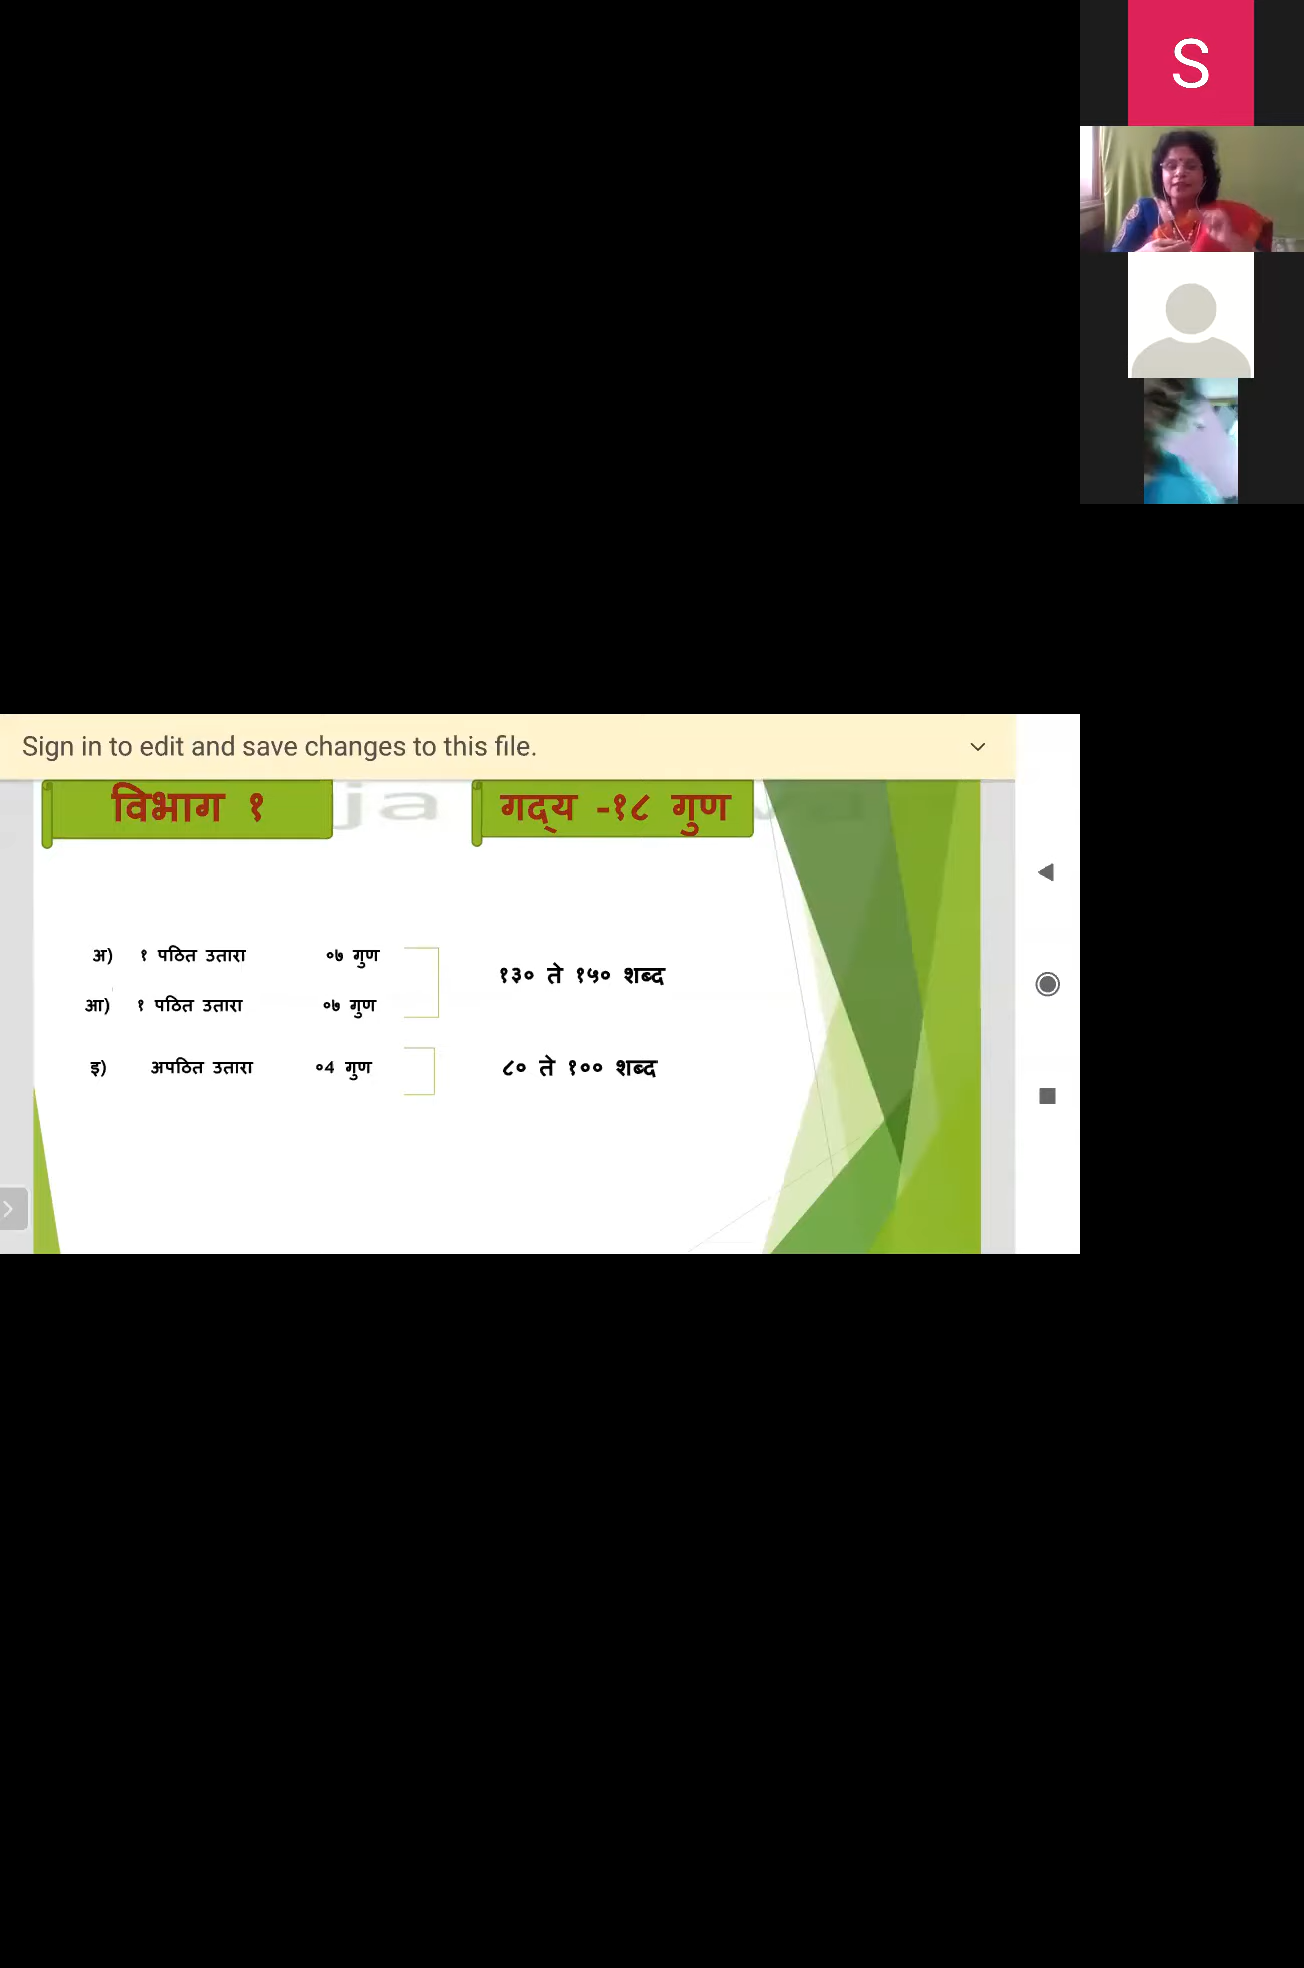 S
Sign in to edit and save changes to this file.
विभाग १
गद्य -१८ गुण
अ) १ पठित उतारा ०७ गुण
१३० ते १५० शब्द
आ) १ पठित उतारा ०७ गुण
इ) अपठित उतारा ०4 गुण
८० ते १०० शब्द